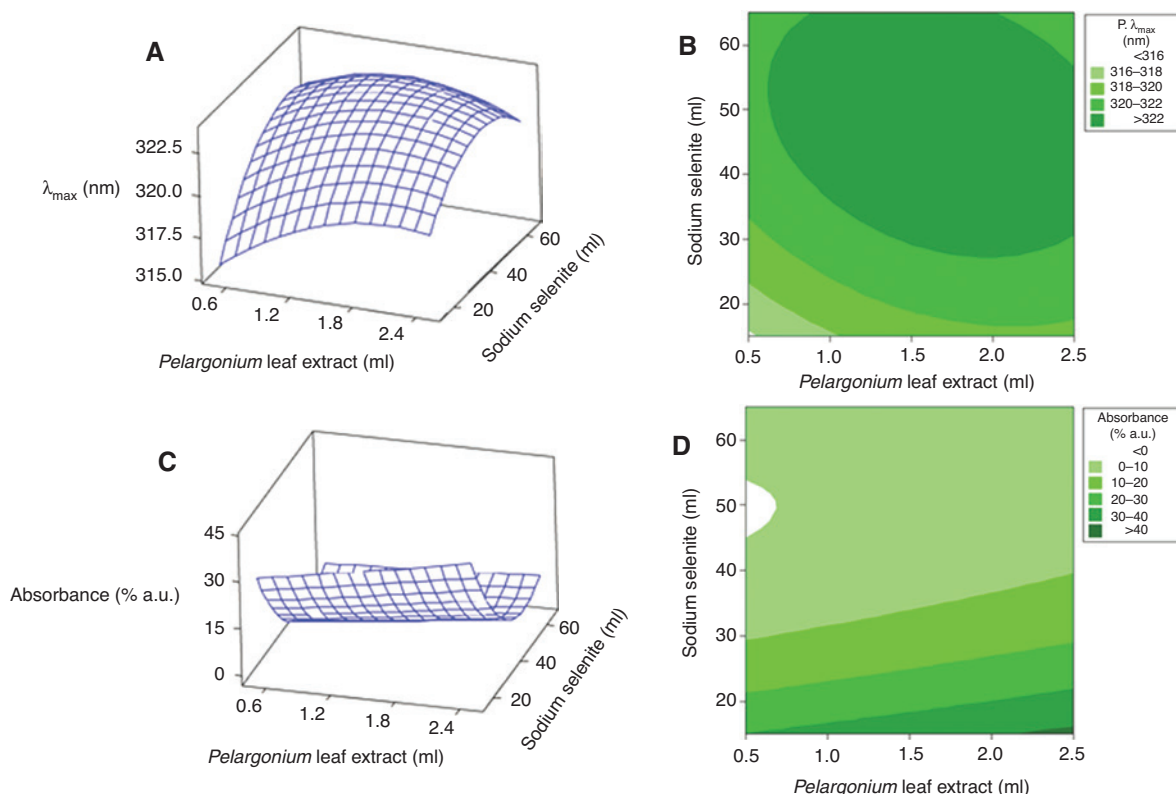 A
322.5
320.0
317.5
315.0
λmax (nm)
0.6
1.2
1.8
2.4
Pelargonium leaf extract (ml)
20
40
60
Sodium selenite (ml)
B
60
50
40
30
20
Sodium selenite (ml)
0.5
1.0
1.5
2.0
2.5
Pelargonium leaf extract (ml)
P. λmax
(nm)
<316
316–318
318–320
320–322
>322
C
45
30
15
0
Absorbance (% a.u.)
0.6
1.2
1.8
2.4
Pelargonium leaf extract (ml)
20
40
60
Sodium selenite (ml)
D
60
50
40
30
20
Sodium selenite (ml)
0.5
1.0
1.5
2.0
2.5
Pelargonium leaf extract (ml)
Absorbance
(% a.u.)
<0
0–10
10–20
20–30
30–40
>40